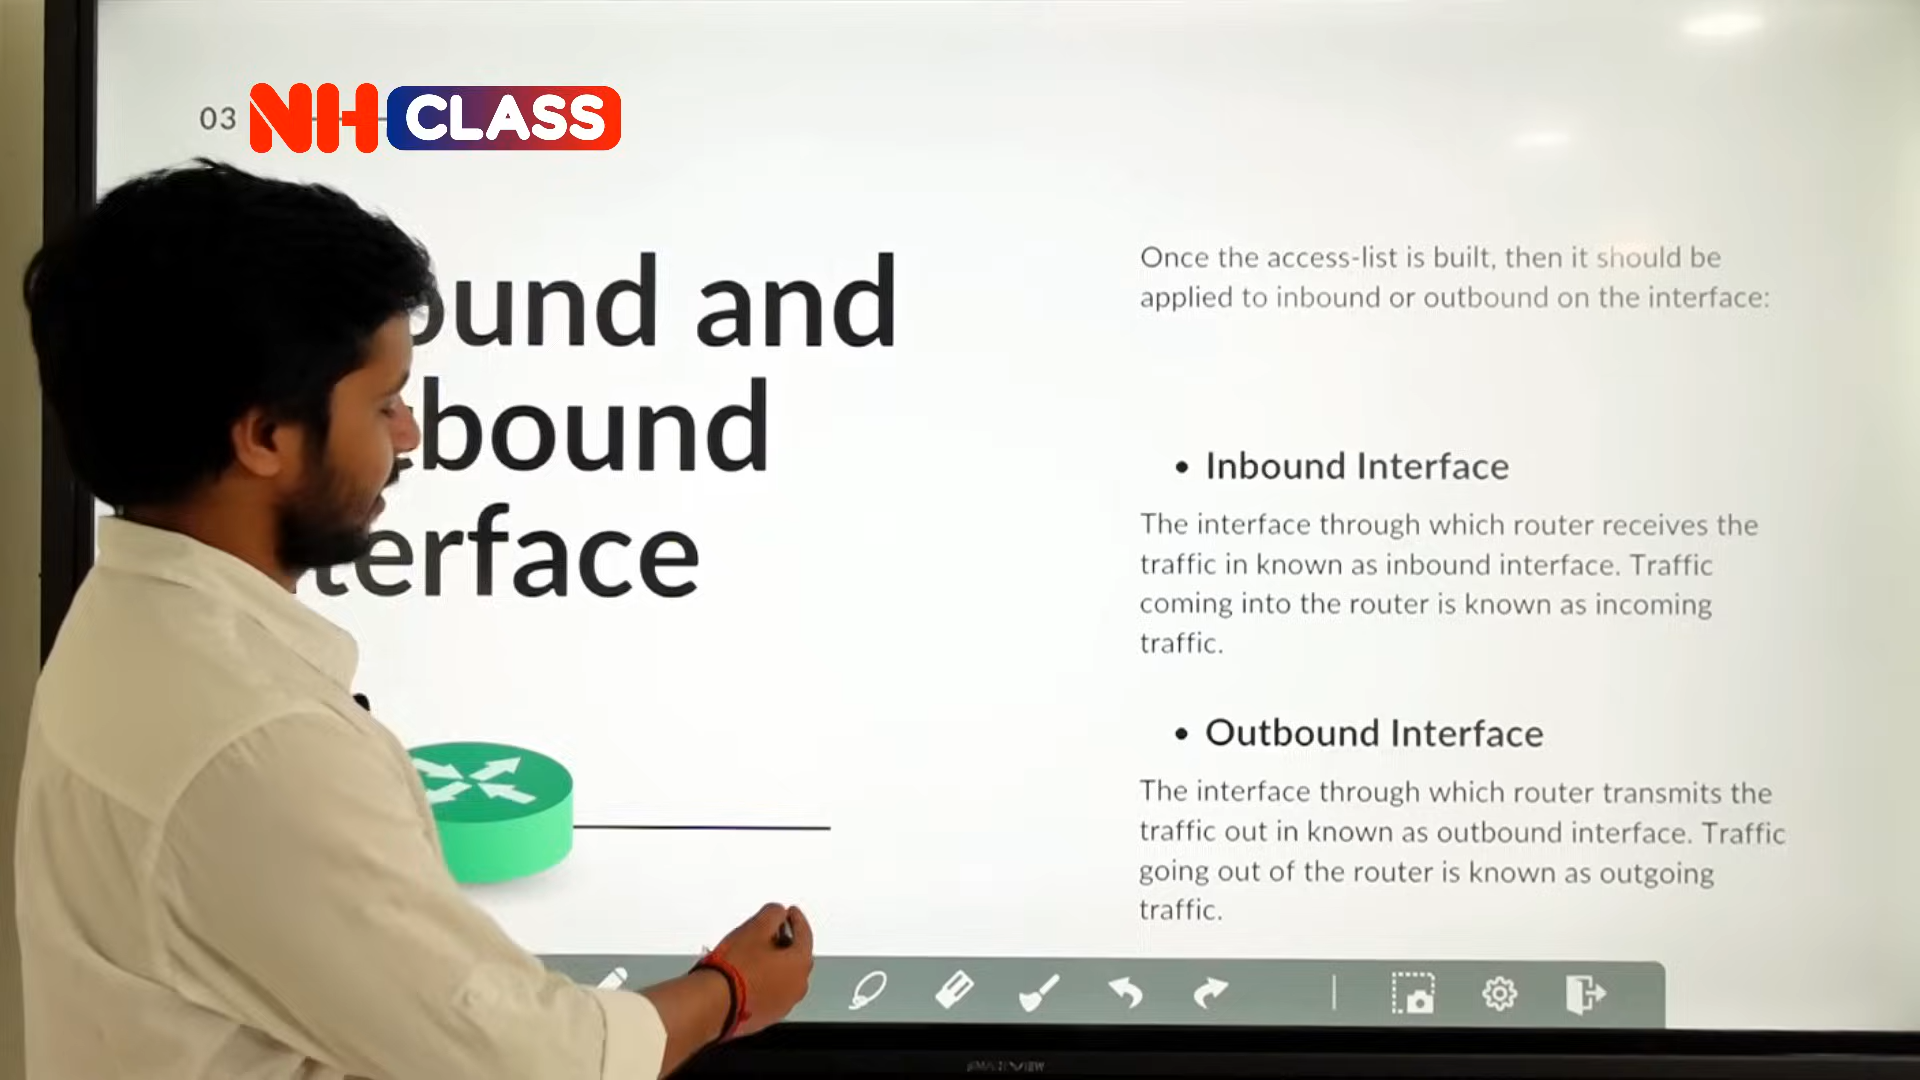 03
NH CLASS
ound and
bound
terface
Once the access-list is built, then it should be
applied to inbound or outbound on the interface:
• Inbound Interface
The interface through which router receives the
traffic in known as inbound interface. Traffic
coming into the router is known as incoming
traffic.
• Outbound Interface
The interface through which router transmits the
traffic out in known as outbound interface. Traffic
going out of the router is known as outgoing
traffic.